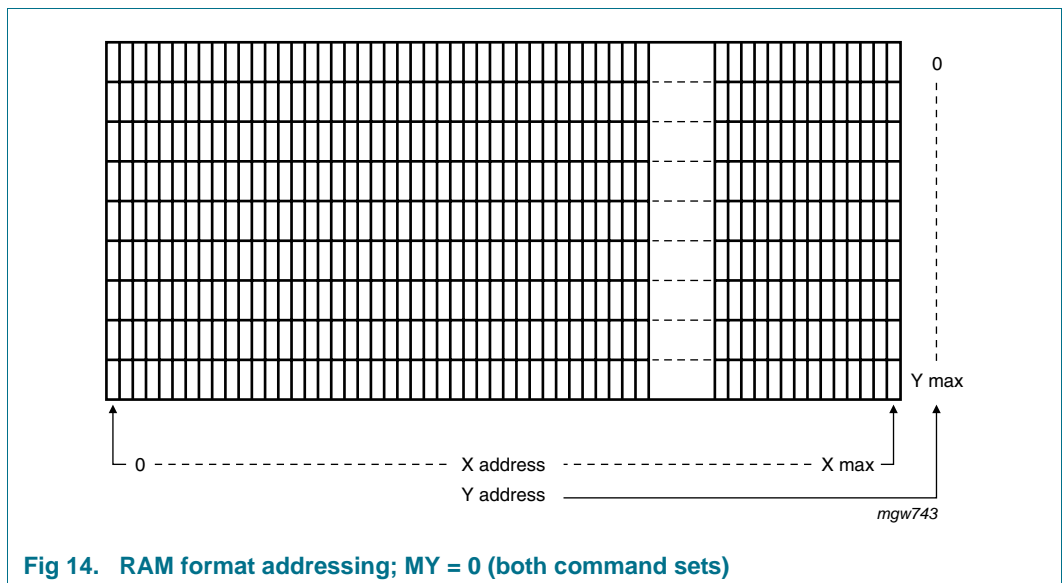 0
Y max
0 X address X max
Y address
mgw743
Fig 14. RAM format addressing; MY = 0 (both command sets)